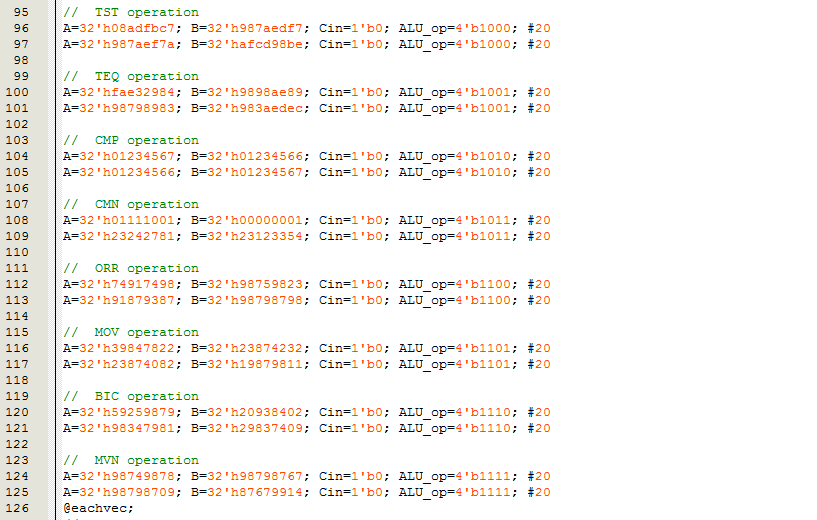 95 //  TST operation
96 A=32'h08adfbc7; B=32'h987aedf7; Cin=1'b0; ALU_op=4'b1000; #20
97 A=32'h987aef7a; B=32'hafcd98be; Cin=1'b0; ALU_op=4'b1000; #20
98
99 //  TEQ operation
100 A=32'hfae32984; B=32'h9898ae89; Cin=1'b0; ALU_op=4'b1001; #20
101 A=32'h98798983; B=32'h983aedec; Cin=1'b0; ALU_op=4'b1001; #20
102
103 //  CMP operation
104 A=32'h01234567; B=32'h01234566; Cin=1'b0; ALU_op=4'b1010; #20
105 A=32'h01234566; B=32'h01234567; Cin=1'b0; ALU_op=4'b1010; #20
106
107 //  CMN operation
108 A=32'h01111001; B=32'h00000001; Cin=1'b0; ALU_op=4'b1011; #20
109 A=32'h23242781; B=32'h23123354; Cin=1'b0; ALU_op=4'b1011; #20
110
111 //  ORR operation
112 A=32'h74917498; B=32'h98759823; Cin=1'b0; ALU_op=4'b1100; #20
113 A=32'h91879387; B=32'h98798798; Cin=1'b0; ALU_op=4'b1100; #20
114
115 //  MOV operation
116 A=32'h39847822; B=32'h23874232; Cin=1'b0; ALU_op=4'b1101; #20
117 A=32'h23874082; B=32'h19879811; Cin=1'b0; ALU_op=4'b1101; #20
118
119 //  BIC operation
120 A=32'h59259879; B=32'h20938402; Cin=1'b0; ALU_op=4'b1110; #20
121 A=32'h98347981; B=32'h29837409; Cin=1'b0; ALU_op=4'b1110; #20
122
123 //  MVN operation
124 A=32'h98749878; B=32'h98798767; Cin=1'b0; ALU_op=4'b1111; #20
125 A=32'h98798709; B=32'h87679914; Cin=1'b0; ALU_op=4'b1111; #20
126 @eachvec;